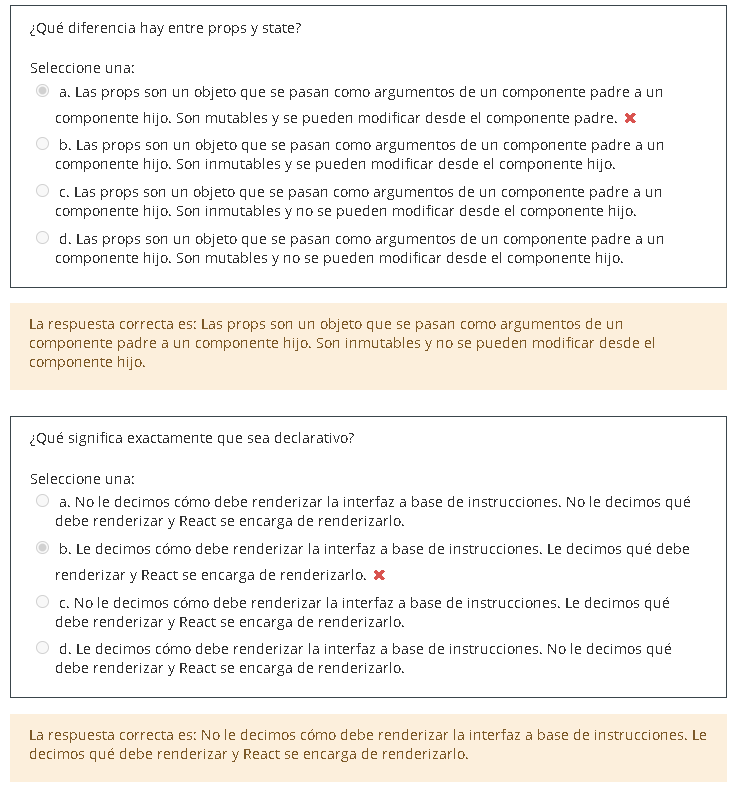 ¿Qué diferencia hay entre props y state?
Seleccione una:
a. Las props son un objeto que se pasan como argumentos de un componente padre a un
componente hijo. Son mutables y se pueden modificar desde el componente padre.
b. Las props son un objeto que se pasan como argumentos de un componente padre a un
componente hijo. Son inmutables y se pueden modificar desde el componente hijo.
c. Las props son un objeto que se pasan como argumentos de un componente padre a un
componente hijo. Son inmutables y no se pueden modificar desde el componente hijo.
d. Las props son un objeto que se pasan como argumentos de un componente padre a un
componente hijo. Son mutables y no se pueden modificar desde el componente hijo.
La respuesta correcta es: Las props son un objeto que se pasan como argumentos de un
componente padre a un componente hijo. Son inmutables y no se pueden modificar desde el
componente hijo.
¿Qué significa exactamente que sea declarativo?
Seleccione una:
a. No le decimos cómo debe renderizar la interfaz a base de instrucciones. No le decimos qué
debe renderizar y React se encarga de renderizarlo.
b. Le decimos cómo debe renderizar la interfaz a base de instrucciones. Le decimos qué debe
renderizar y React se encarga de renderizarlo.
c. No le decimos cómo debe renderizar la interfaz a base de instrucciones. Le decimos qué
debe renderizar y React se encarga de renderizarlo.
d. Le decimos cómo debe renderizar la interfaz a base de instrucciones. No le decimos qué
debe renderizar y React se encarga de renderizarlo.
La respuesta correcta es: No le decimos cómo debe renderizar la interfaz a base de instrucciones. Le
decimos qué debe renderizar y React se encarga de renderizarlo.